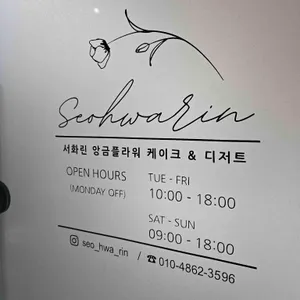 Seohwarin
서화린 앙금플라워 케이크 & 디저트
OPEN HOURS
(MONDAY OFF)
TUE - FRI
10:00 - 18:00
SAT - SUN
09:00 - 18:00
seo_hwa_rin / ☎ 010-4862-3596